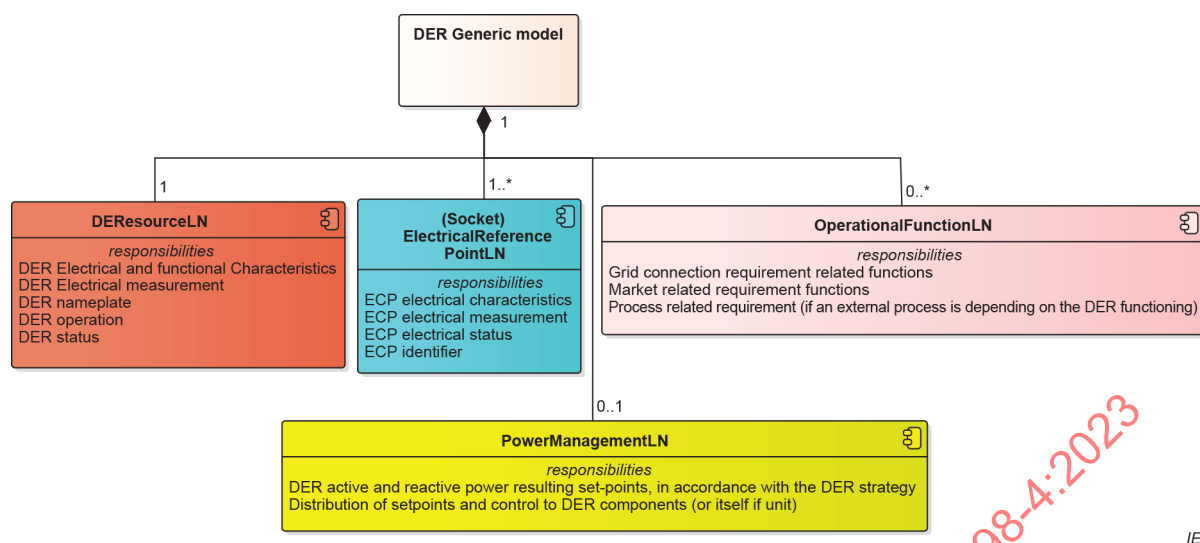 DER Generic model
1
1
1..*
0..*
DEResourceLN
responsibilities
DER Electrical and functional Characteristics
DER Electrical measurement
DER nameplate
DER operation
DER status
(Socket)
ElectricalReference
PointLN
responsibilities
ECP electrical characteristics
ECP electrical measurement
ECP electrical status
ECP identifier
OperationalFunctionLN
responsibilities
Grid connection requirement related functions
Market related requirement functions
Process related requirement (if an external process is depending on the DER functioning)
0..1
PowerManagementLN
responsibilities
DER active and reactive power resulting set-points, in accordance with the DER strategy
Distribution of setpoints and control to DER components (or itself if unit)
98-4:2023
IE